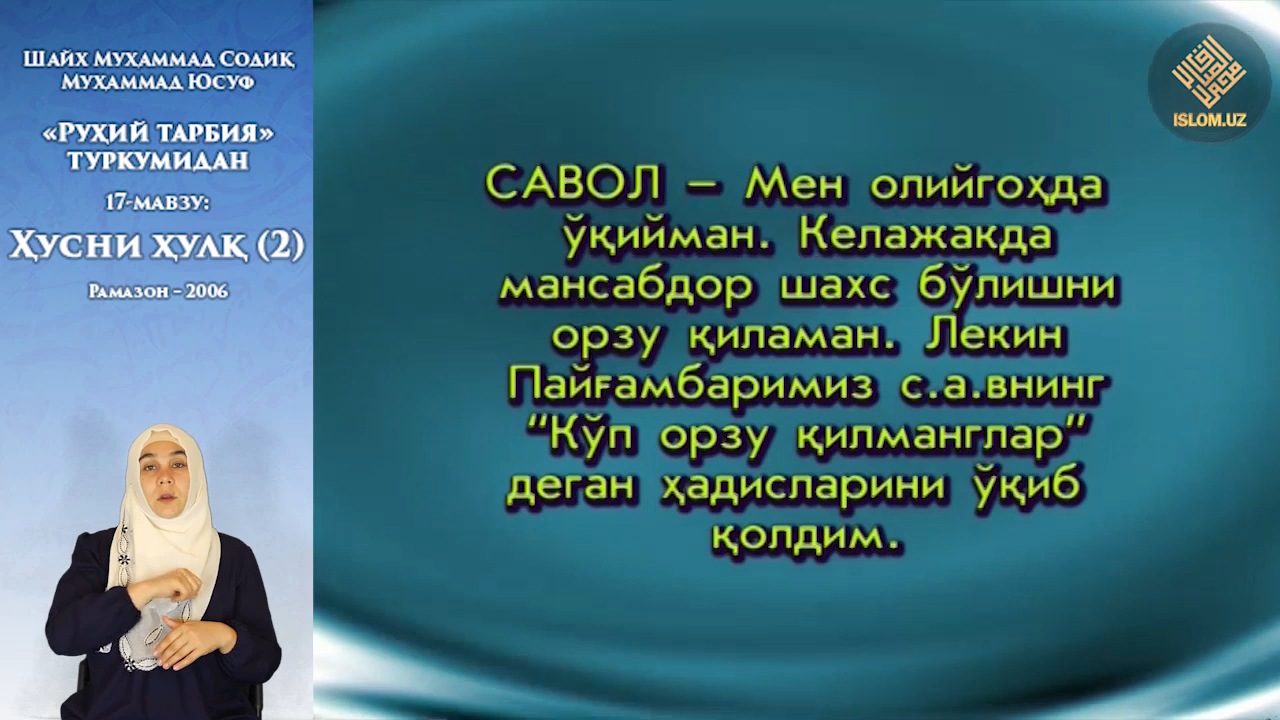 Шайх Муҳаммад Содиқ
Муҳаммад Юсуф
«Руҳий тарбия»
туркумидан
17-мавзу:
Ҳусни ҳулқ (2)
Рамазон – 2006
САВОЛ – Мен олийгоҳда
ўқийман. Келажакда
мансабдор шахс бўлишни
орзу қиламан. Лекин
Пайғамбаримиз с.а.внинг
“Кўп орзу қилманглар”
деган ҳадисларини ўқиб
қолдим.
ISLOM.UZ